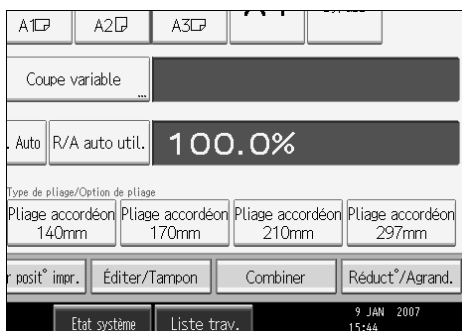 A1 A2 A3
Coupe variable
...
. Auto R/A auto util. 100.0%
Type de pliage/Option de pliage
Pliage accordéon 140mm Pliage accordéon 170mm Pliage accordéon 210mm Pliage accordéon 297mm
r posit° impr. Éditer/Tampon Combiner Réduct°/Agrand.
Etat système Liste trav. 9 JAN 2007
15:44